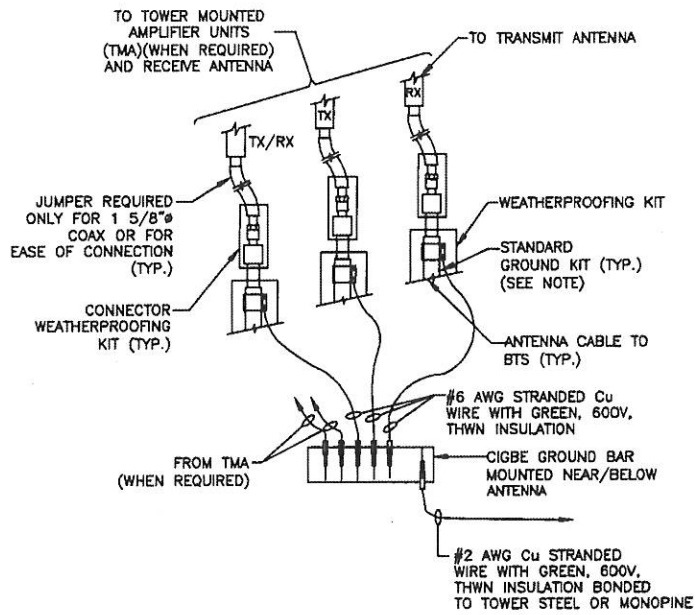 TO TOWER MOUNTED
AMPLIFIER UNITS
(TMA)(WHEN REQUIRED)
AND RECEIVE ANTENNA
TO TRANSMIT ANTENNA
RX
TX
TX/RX
JUMPER REQUIRED
ONLY FOR 1 5/8"ø
COAX OR FOR
EASE OF CONNECTION
(TYP.)
WEATHERPROOFING KIT
STANDARD
GROUND KIT (TYP.)
(SEE NOTE)
CONNECTOR
WEATHERPROOFING
KIT (TYP.)
ANTENNA CABLE TO
BTS (TYP.)
#6 AWG STRANDED Cu
WIRE WITH GREEN, 600V,
THWN INSULATION
FROM TMA
(WHEN REQUIRED)
CIGBE GROUND BAR
MOUNTED NEAR/BELOW
ANTENNA
#2 AWG Cu STRANDED
WIRE WITH GREEN, 600V,
THWN INSULATION BONDED
TO TOWER STEEL OR MONOPINE